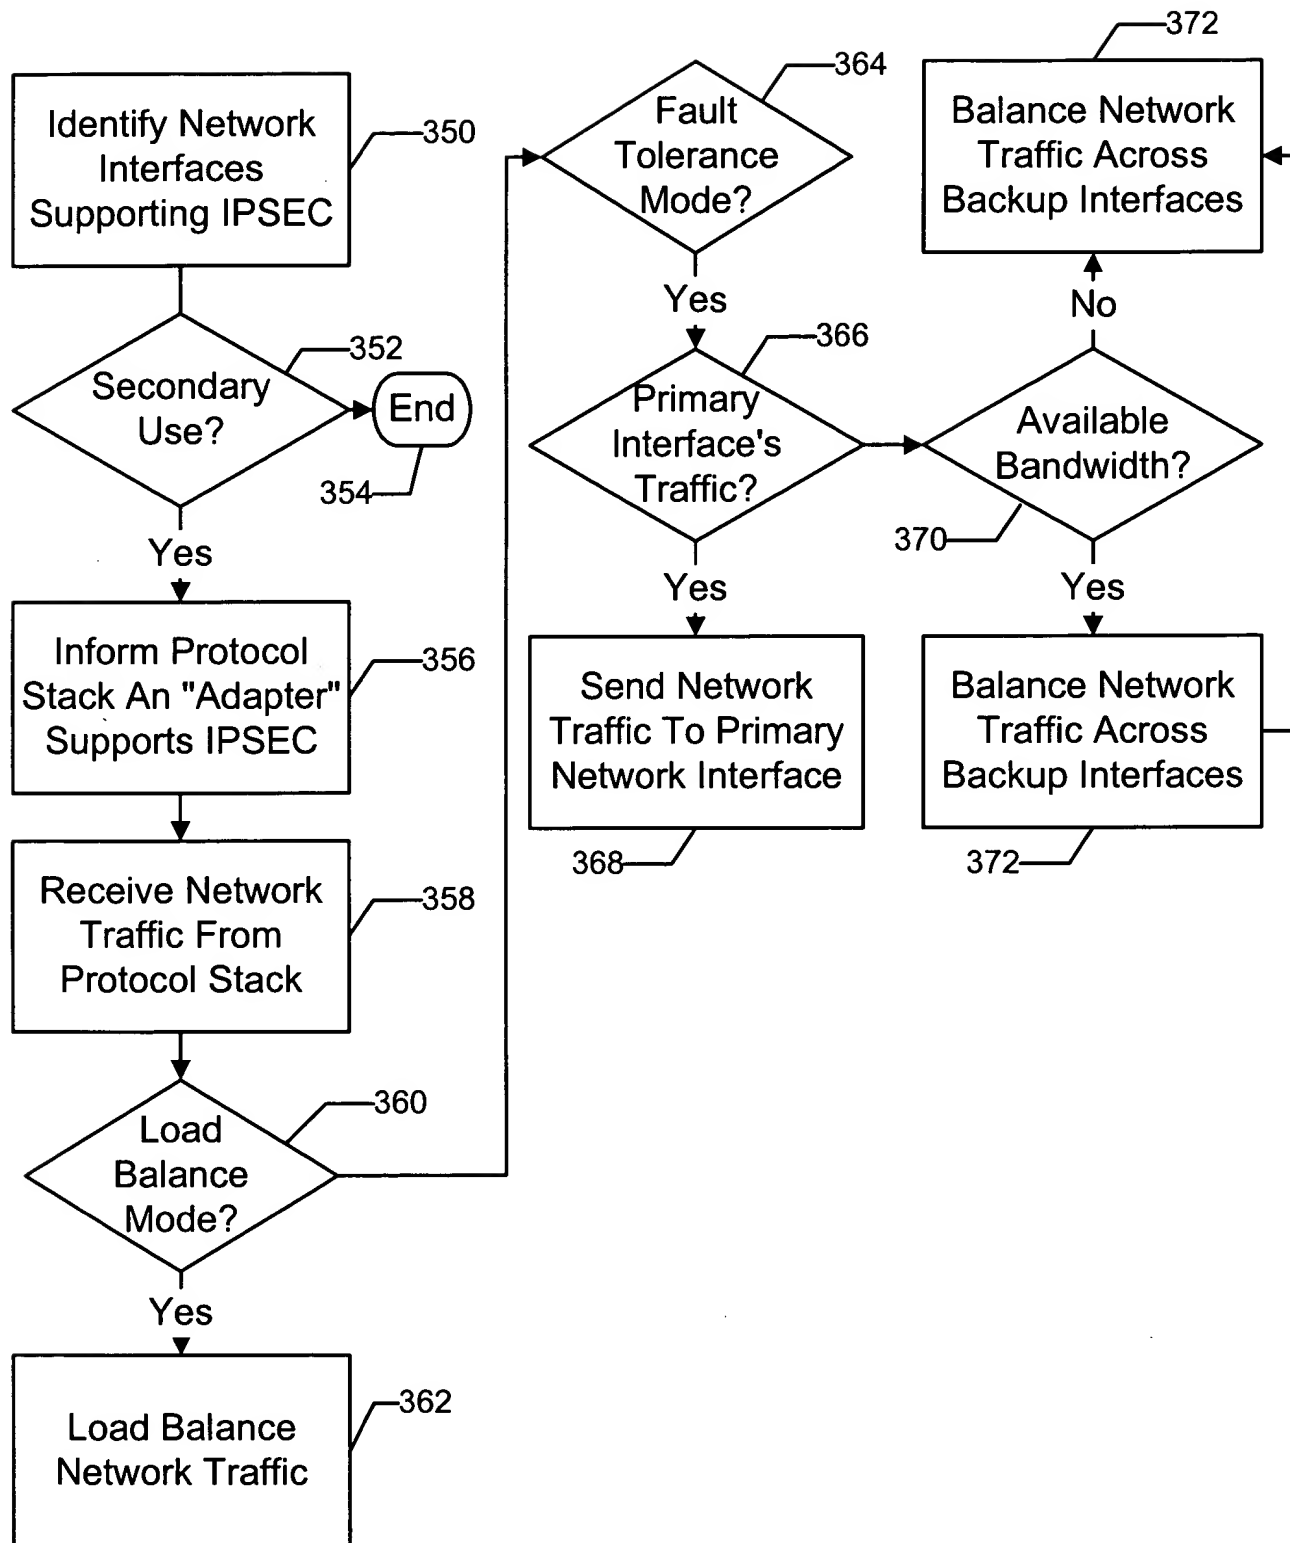 Identify Network
Interfaces
Supporting IPSEC
350
Secondary
Use?
352
End
354
Yes
Inform Protocol
Stack An "Adapter"
Supports IPSEC
356
Receive Network
Traffic From
Protocol Stack
358
Load
Balance
Mode?
360
Yes
Load Balance
Network Traffic
362
Fault
Tolerance
Mode?
364
Yes
Primary
Interface's
Traffic?
366
Yes
Send Network
Traffic To Primary
Network Interface
368
372
Balance Network
Traffic Across
Backup Interfaces
No
Available
Bandwidth?
370
Yes
Balance Network
Traffic Across
Backup Interfaces
372